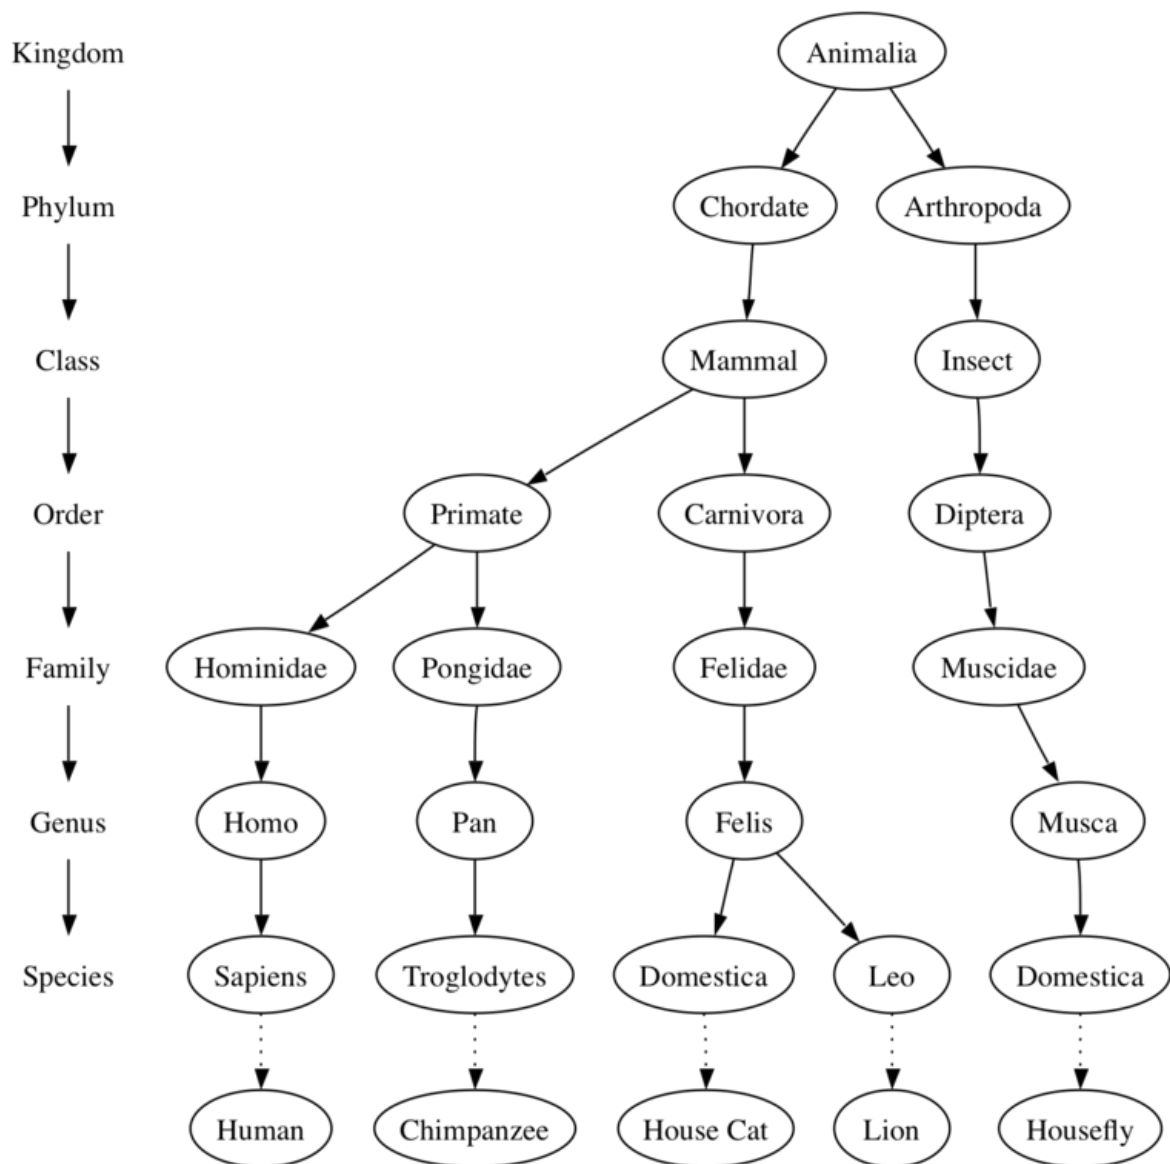 Kingdom Animalia
Phylum Chordate Arthropoda
Class Mammal Insect
Order Primate Carnivora Diptera
Family Hominidae Pongidae Felidae Muscidae
Genus Homo Pan Felis Musca
Species Sapiens Troglodytes Domestica Leo Domestica
Human Chimpanzee House Cat Lion Housefly